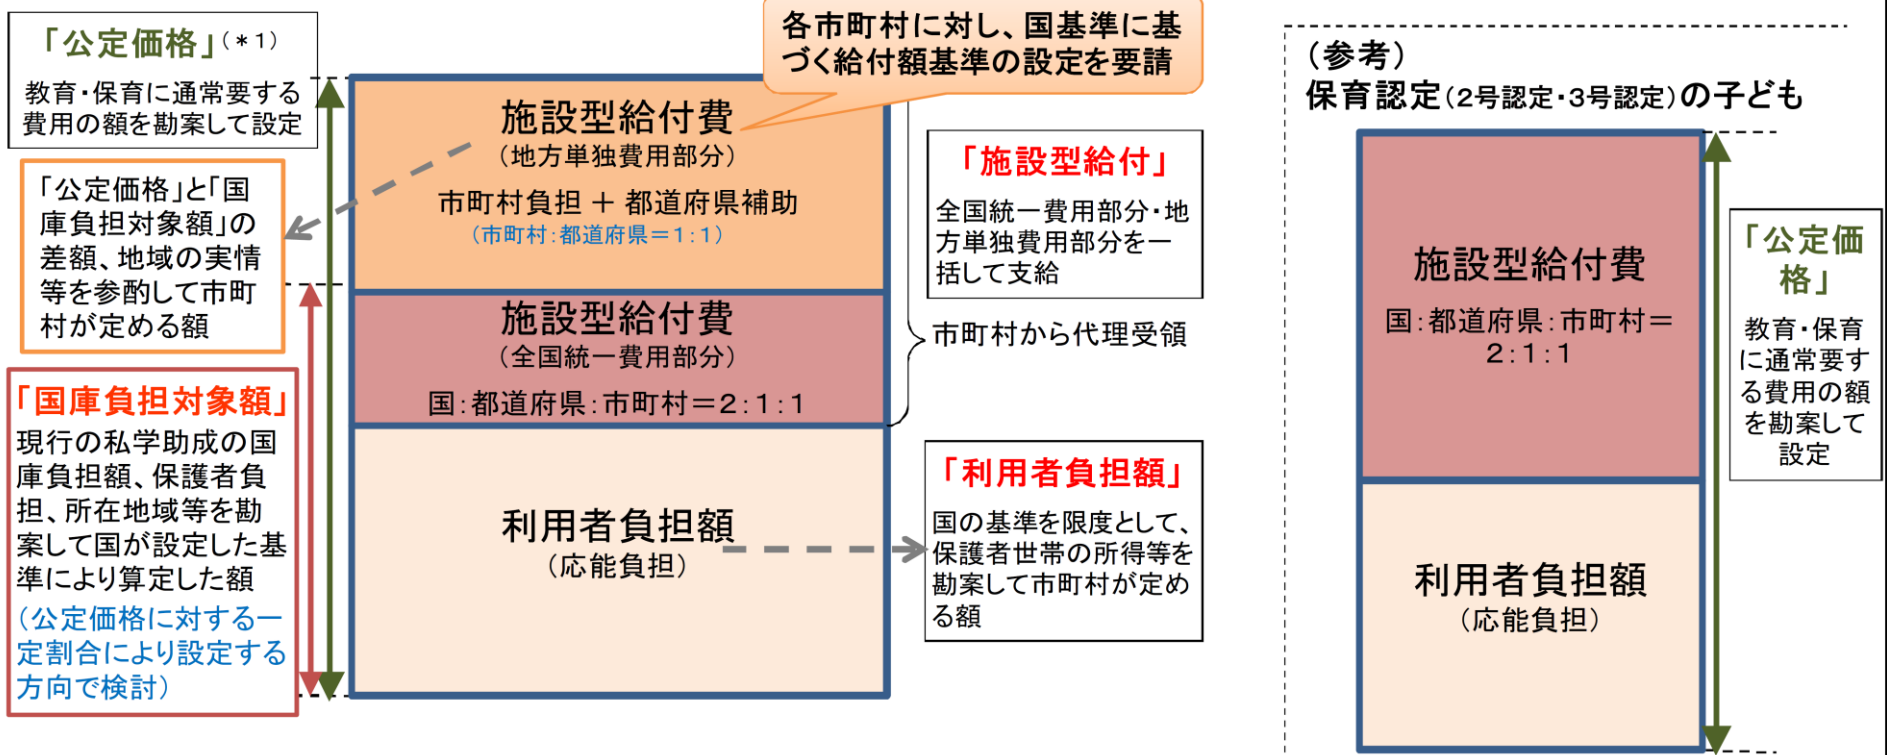 「公定価格」(*1)
教育・保育に通常要する
費用の額を勘案して設定
「公定価格」と「国
庫負担対象額」の
差額、地域の実情
等を参酌して市町
村が定める額
「国庫負担対象額」
現行の私学助成の国
庫負担額、保護者負
担、所在地域等を勘
案して国が設定した基
準により算定した額
(公定価格に対する一
定割合により設定する
方向で検討)
各市町村に対し、国基準に基
づく給付額基準の設定を要請
施設型給付費
(地方単独費用部分)
市町村負担 + 都道府県補助
(市町村:都道府県=1:1)
施設型給付費
(全国統一費用部分)
国:都道府県:市町村=2:1:1
利用者負担額
(応能負担)
「施設型給付」
全国統一費用部分・地
方単独費用部分を一
括して支給
市町村から代理受領
「利用者負担額」
国の基準を限度として、
保護者世帯の所得等を
勘案して市町村が定め
る額
(参考)
保育認定(2号認定・3号認定)の子ども
施設型給付費
国:都道府県:市町村=
2:1:1
利用者負担額
(応能負担)
「公定価
格」
教育・保育
に通常要す
る費用の額
を勘案して
設定